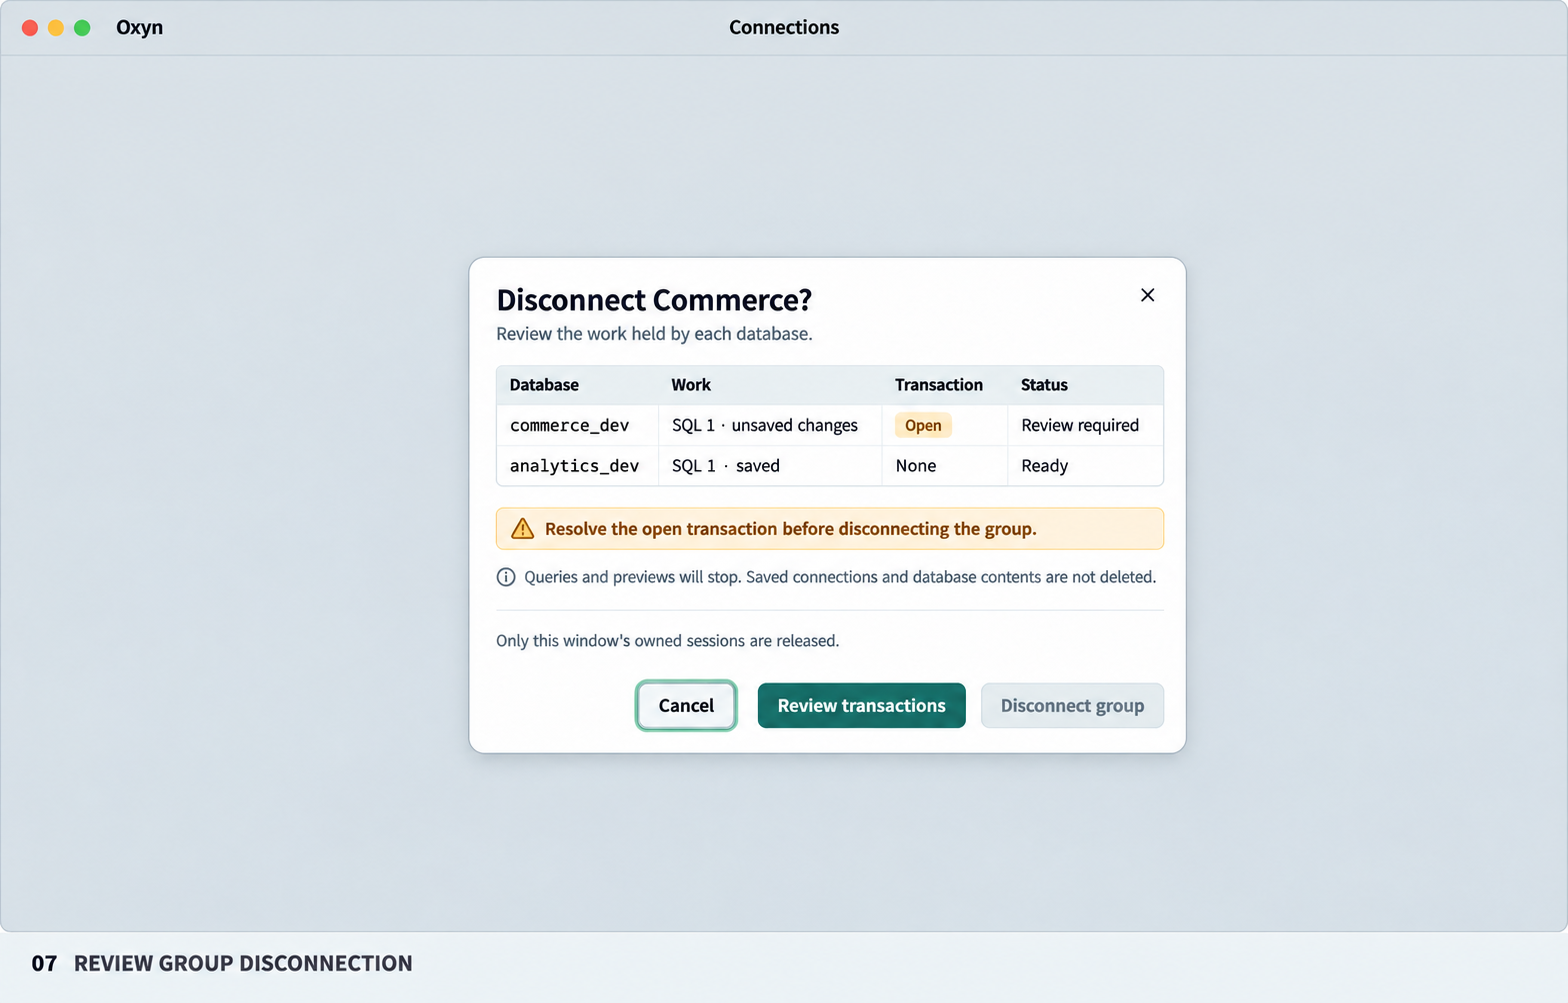 Oxyn
Connections
Disconnect Commerce?
Review the work held by each database.
Database Work Transaction Status
commerce_dev SQL 1 · unsaved changes Open Review required
analytics_dev SQL 1 · saved None Ready
Resolve the open transaction before disconnecting the group.
Queries and previews will stop. Saved connections and database contents are not deleted.
Only this window's owned sessions are released.
Cancel Review transactions Disconnect group
07 REVIEW GROUP DISCONNECTION